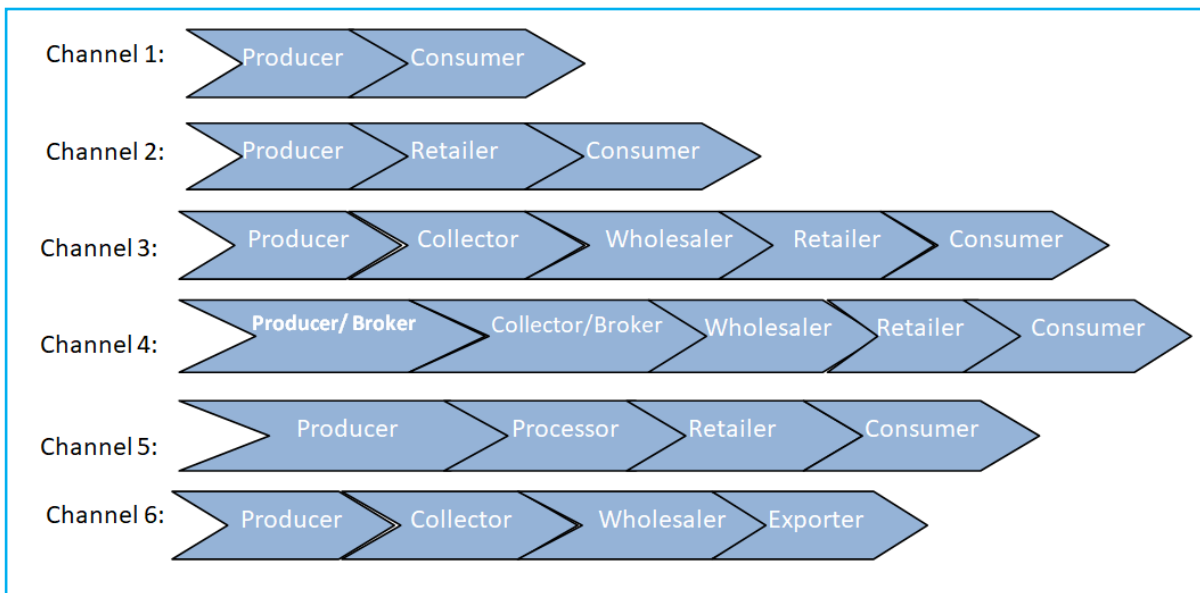 Channel 1: Producer Consumer
Channel 2: Producer Retailer Consumer
Channel 3: Producer Collector Wholesaler Retailer Consumer
Channel 4: Producer/ Broker Collector/Broker Wholesaler Retailer Consumer
Channel 5: Producer Processor Retailer Consumer
Channel 6: Producer Collector Wholesaler Exporter